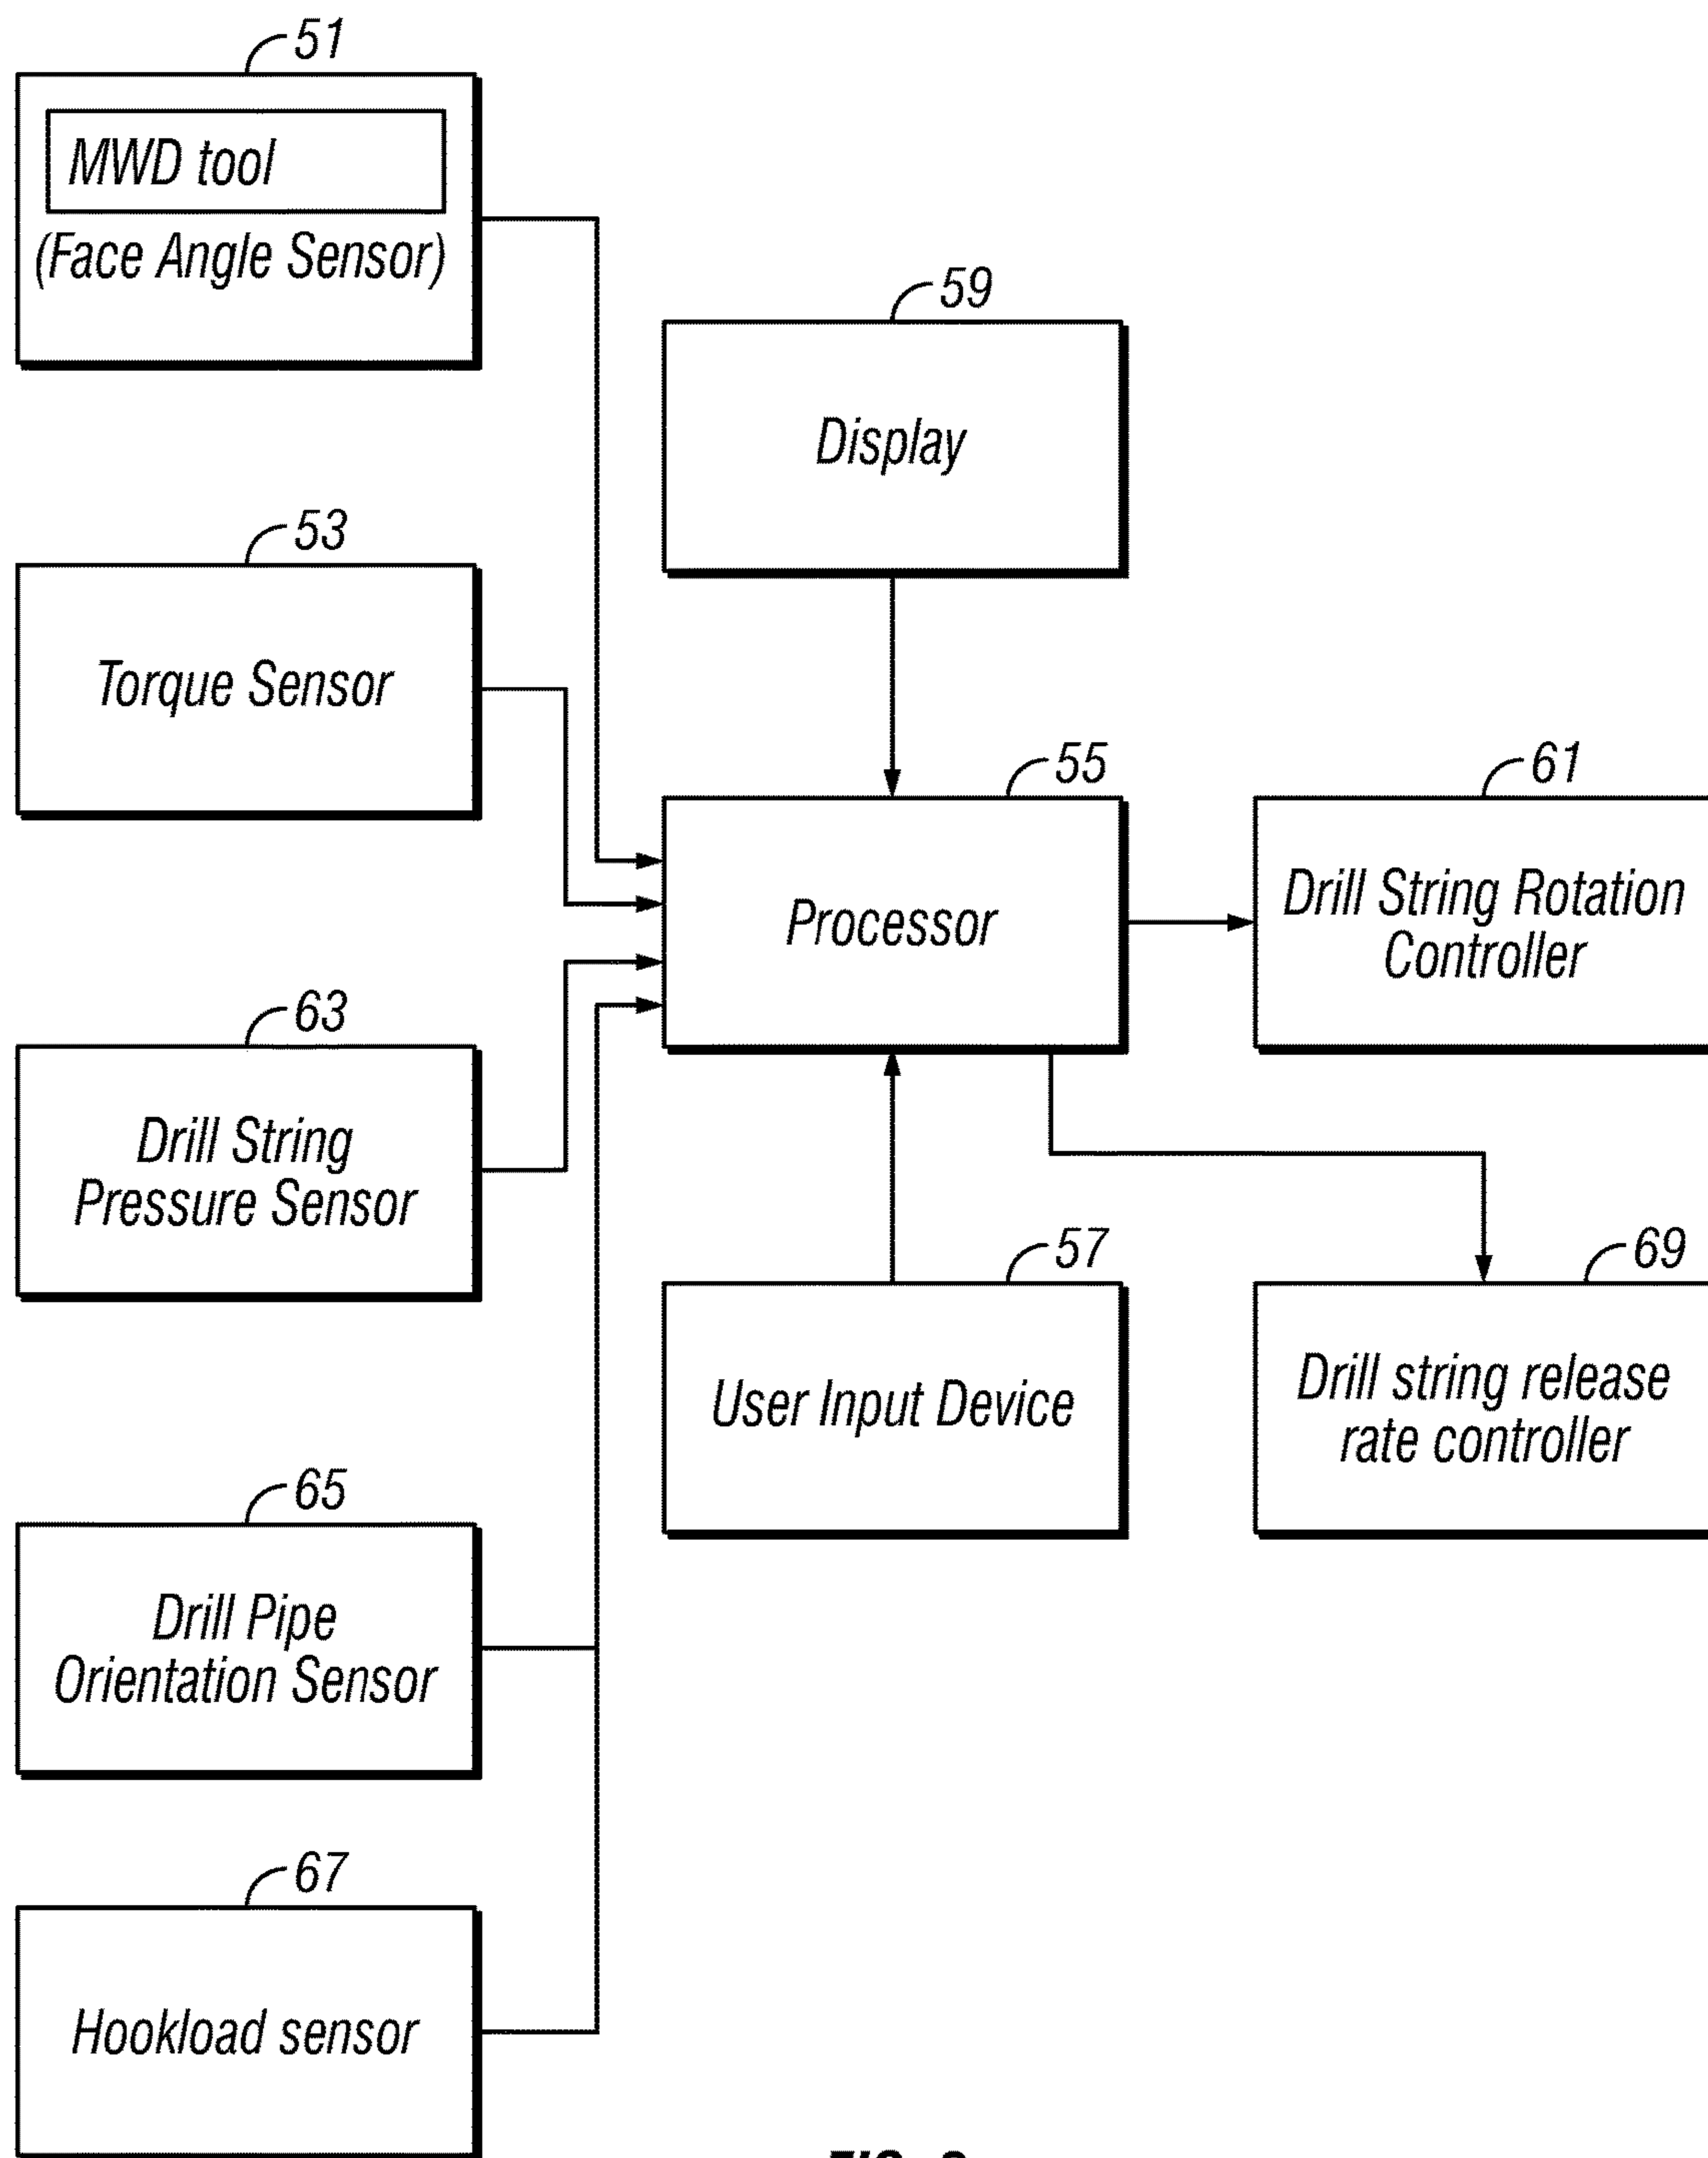 51
MWD tool
(Face Angle Sensor)
59
Display
53
Torque Sensor
55
Processor
61
Drill String Rotation
Controller
63
Drill String
Pressure Sensor
57
User Input Device
69
Drill string release
rate controller
65
Drill Pipe
Orientation Sensor
67
Hookload sensor